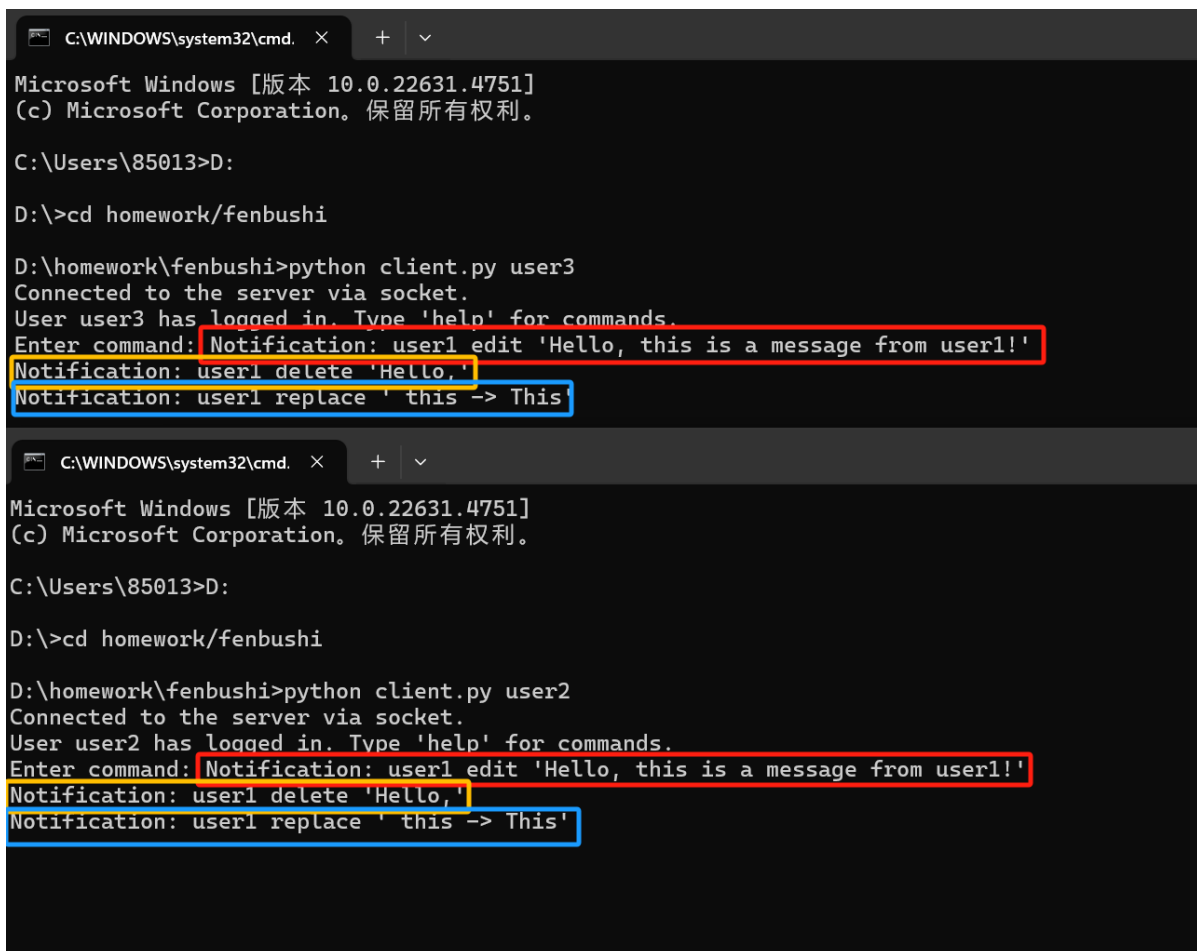 C:\WINDOWS\system32\cmd.
Microsoft Windows [版本 10.0.22631.4751]
(c) Microsoft Corporation。保留所有权利。
C:\Users\85013>D:
D:\>cd homework/fenbushi
D:\homework\fenbushi>python client.py user3
Connected to the server via socket.
User user3 has logged in. Type 'help' for commands.
Enter command: Notification: user1 edit 'Hello, this is a message from user1!'
Notification: user1 delete 'Hello,'
Notification: user1 replace ' this -> This'
C:\WINDOWS\system32\cmd.
Microsoft Windows [版本 10.0.22631.4751]
(c) Microsoft Corporation。保留所有权利。
C:\Users\85013>D:
D:\>cd homework/fenbushi
D:\homework\fenbushi>python client.py user2
Connected to the server via socket.
User user2 has logged in. Type 'help' for commands.
Enter command: Notification: user1 edit 'Hello, this is a message from user1!'
Notification: user1 delete 'Hello,'
Notification: user1 replace ' this -> This'